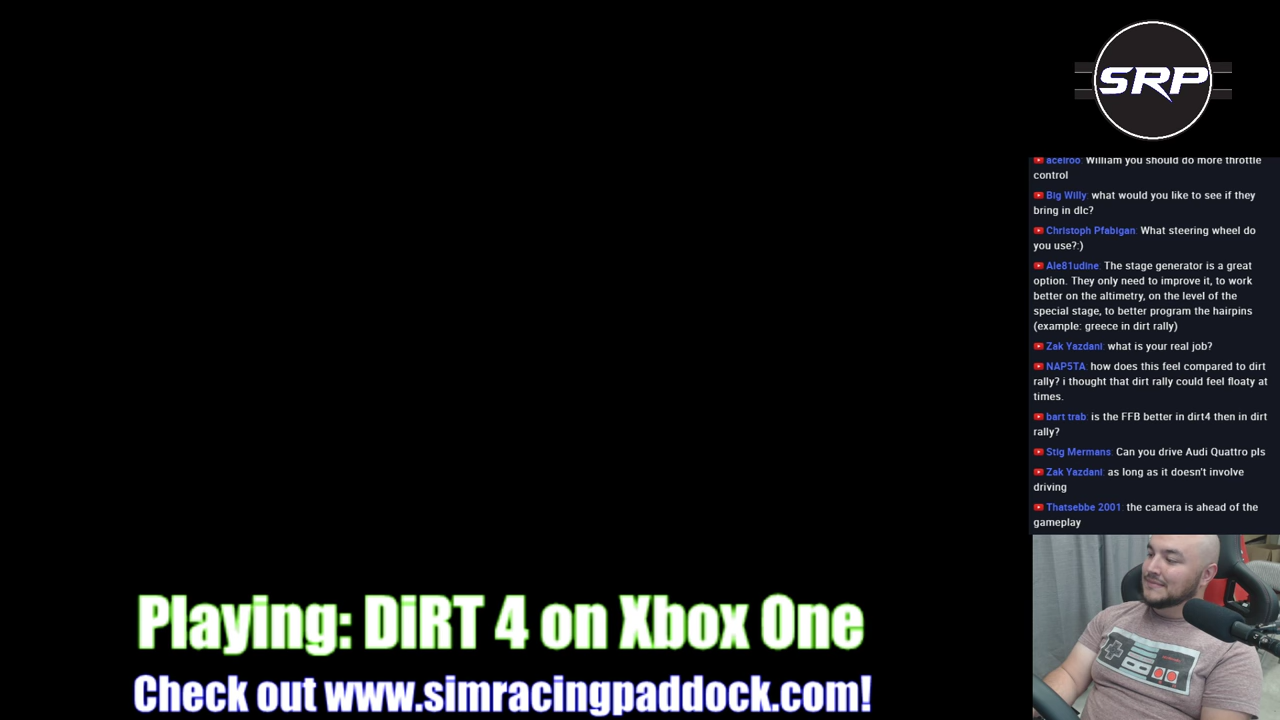 SRP
acelroo: William you should do more throttle
control
Big Willy: what would you like to see if they
bring in dlc?
Christoph Pfabigan: What steering wheel do
you use?:)
Ale81udine: The stage generator is a great
option. They only need to improve it, to work
better on the altimetry, on the level of the
special stage, to better program the hairpins
(example: greece in dirt rally)
Zak Yazdani: what is your real job?
NAP5TA: how does this feel compared to dirt
rally? i thought that dirt rally could feel floaty at
times.
bart trab: is the FFB better in dirt4 then in dirt
rally?
Stig Mermans: Can you drive Audi Quattro pls
Zak Yazdani: as long as it doesn't involve
driving
Thatsebbe 2001: the camera is ahead of the
gameplay
Playing: DiRT 4 on Xbox One
Check out www.simracingpaddock.com!